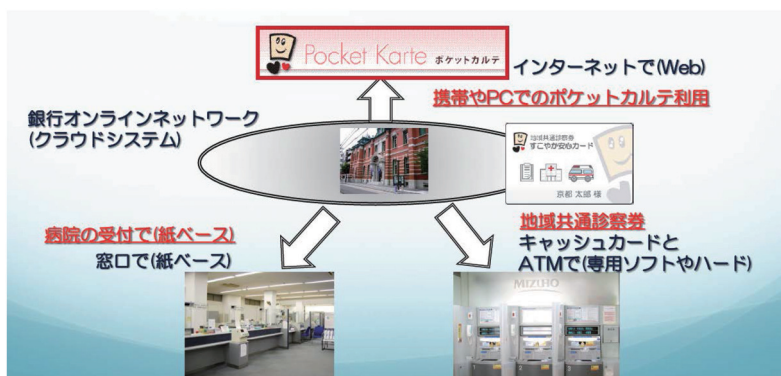 Pocket Karte ポケットカルテ
インターネットで(Web)
携帯やPCでのポケットカルテ利用
銀行オンラインネットワーク
(クラウドシステム)
地域共通診察券
すこやか安心カード
京都 太郎 様
病院の受付で(紙ベース)
窓口で(紙ベース)
地域共通診察券
キャッシュカードと
ATMで(専用ソフトやハード)
MIZUHO